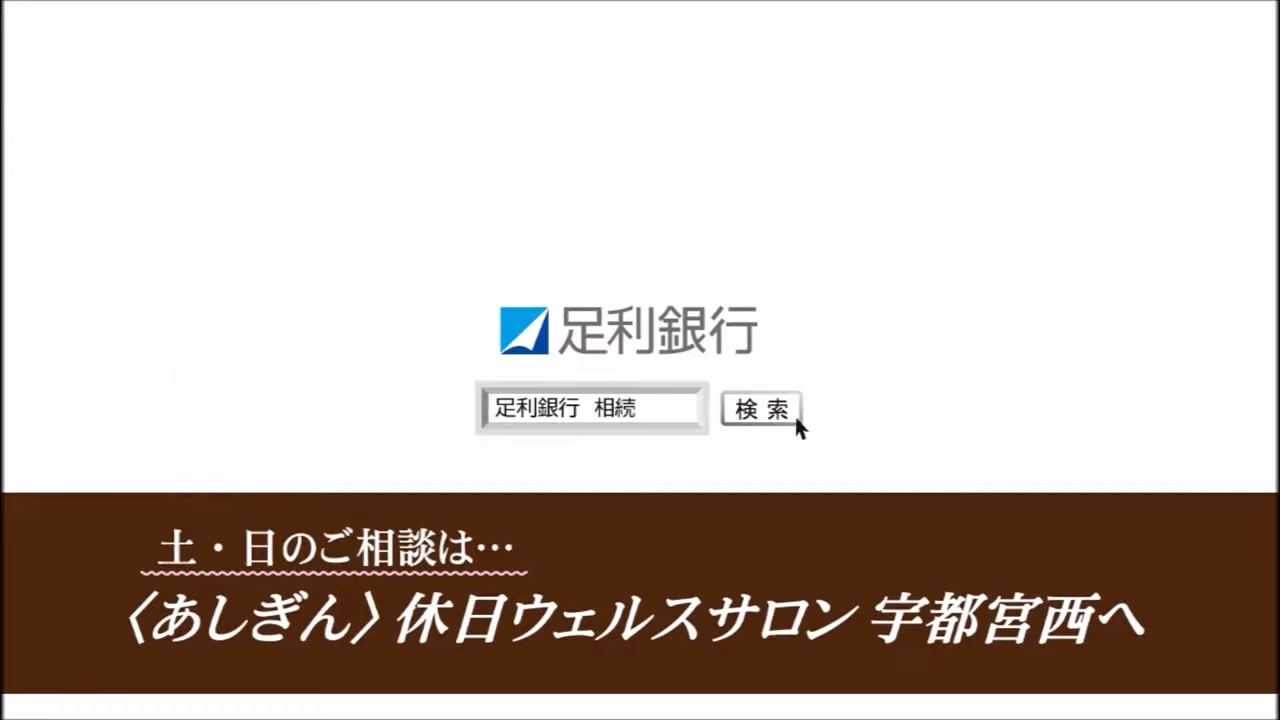 足利銀行
足利銀行 相続 検索
土・日のご相談は…
〈あしぎん〉休日ウェルスサロン 宇都宮西へ